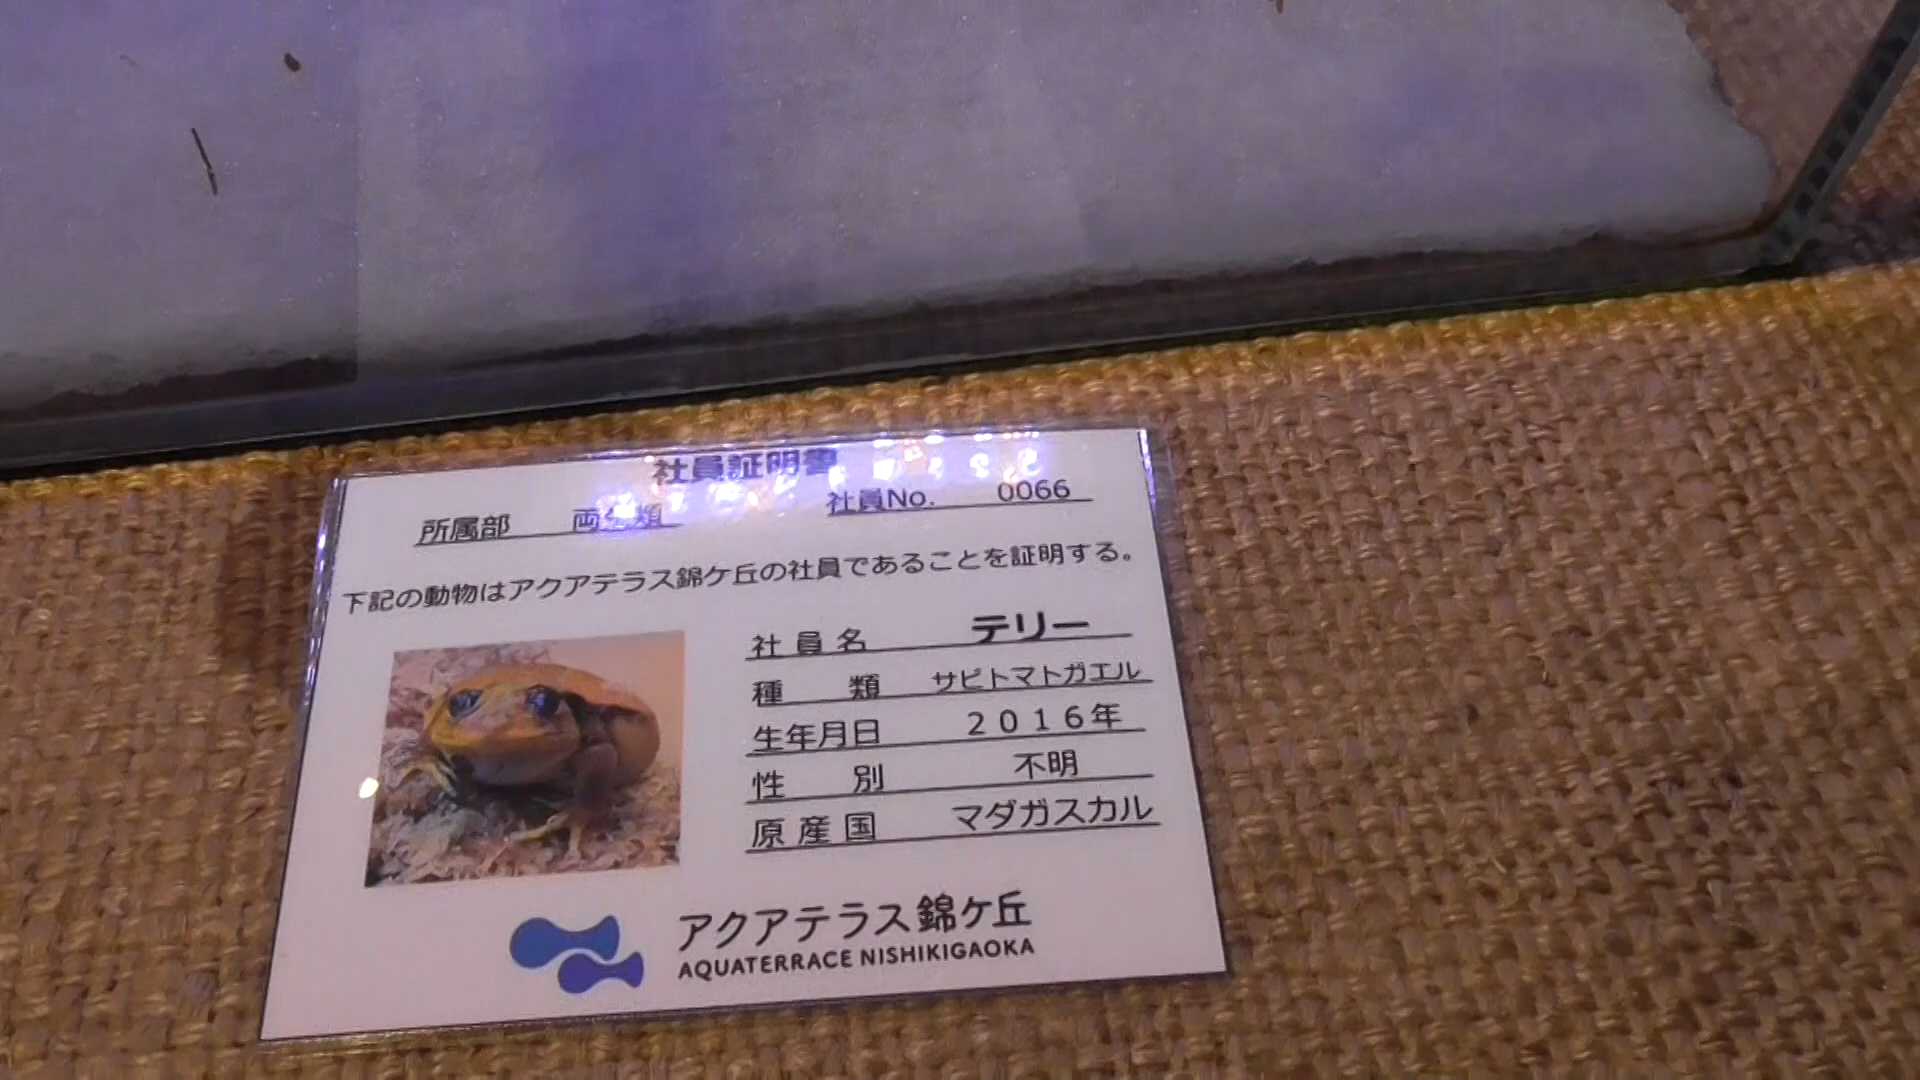 社員証明書
所属部 両生類 社員No. 0066
下記の動物はアクアテラス錦ケ丘の社員であることを証明する。
社員名 テリー
種類 サビトマトガエル
生年月日 2016年
性別 不明
原産国 マダガスカル
アクアテラス錦ケ丘
AQUATERRACE NISHIKIGAOKA